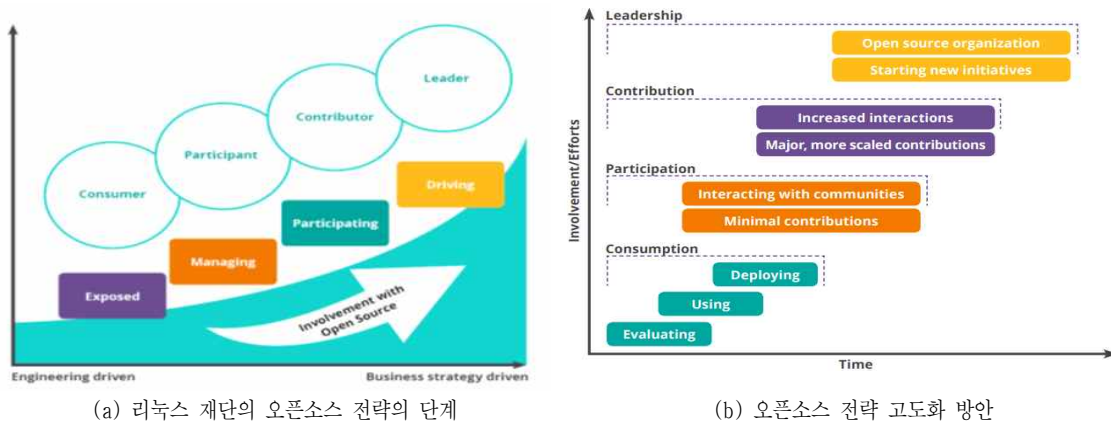 Leader
Contributor
Participant
Consumer
Driving
Participating
Managing
Exposed
Involvement with
Open Source
Engineering driven
Business strategy driven
(a) 리눅스 재단의 오픈소스 전략의 단계
Involvement/Efforts
Leadership
Open source organization
Starting new initiatives
Contribution
Increased interactions
Major, more scaled contributions
Participation
Interacting with communities
Minimal contributions
Consumption
Deploying
Using
Evaluating
Time
(b) 오픈소스 전략 고도화 방안